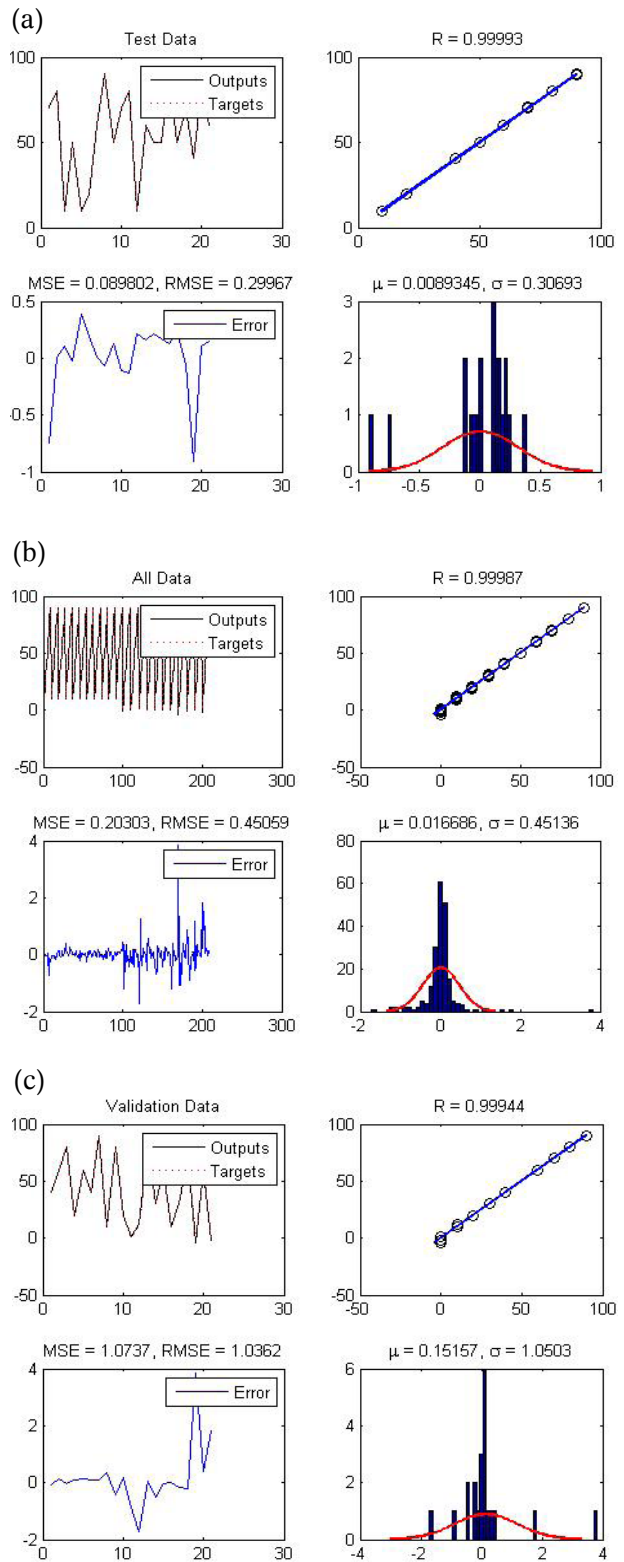 (a)
Test Data
100
50
0
0 10 20 30
Outputs
Targets
R = 0.99993
100
50
0
0 50 100
MSE = 0.089802, RMSE = 0.29967
0.5
0
-0.5
-1
0 10 20 30
Error
μ = 0.0089345, σ = 0.30693
3
2
1
0
-1 -0.5 0 0.5 1
(b)
All Data
100
50
0
-50
0 100 200 300
Outputs
Targets
R = 0.99987
100
50
0
-50
-50 0 50 100
MSE = 0.20303, RMSE = 0.45059
4
2
0
-2
0 100 200 300
Error
μ = 0.016686, σ = 0.45136
80
60
40
20
0
-2 0 2 4
(c)
Validation Data
100
50
0
-50
0 10 20 30
Outputs
Targets
R = 0.99944
100
50
0
-50
-50 0 50 100
MSE = 1.0737, RMSE = 1.0362
4
2
0
-2
0 10 20 30
Error
μ = 0.15157, σ = 1.0503
6
4
2
0
-4 -2 0 2 4